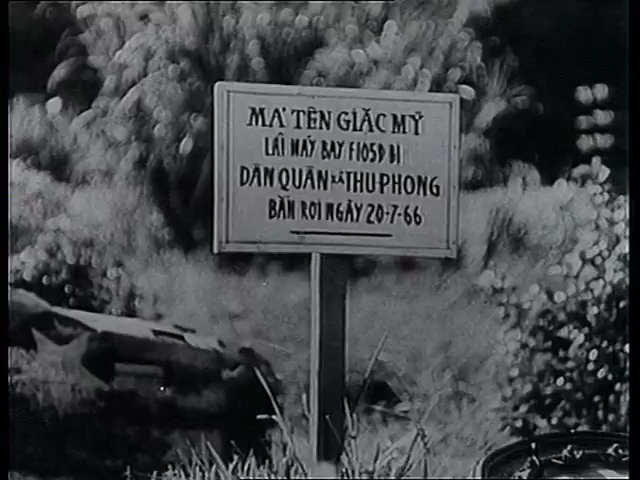 MẢ TÊN GIẶC MỸ
LÁI MÁY BAY F105D BỊ
DÂN QUÂN XÃ THU-PHONG
BẮN RƠI NGÀY 20-7-66